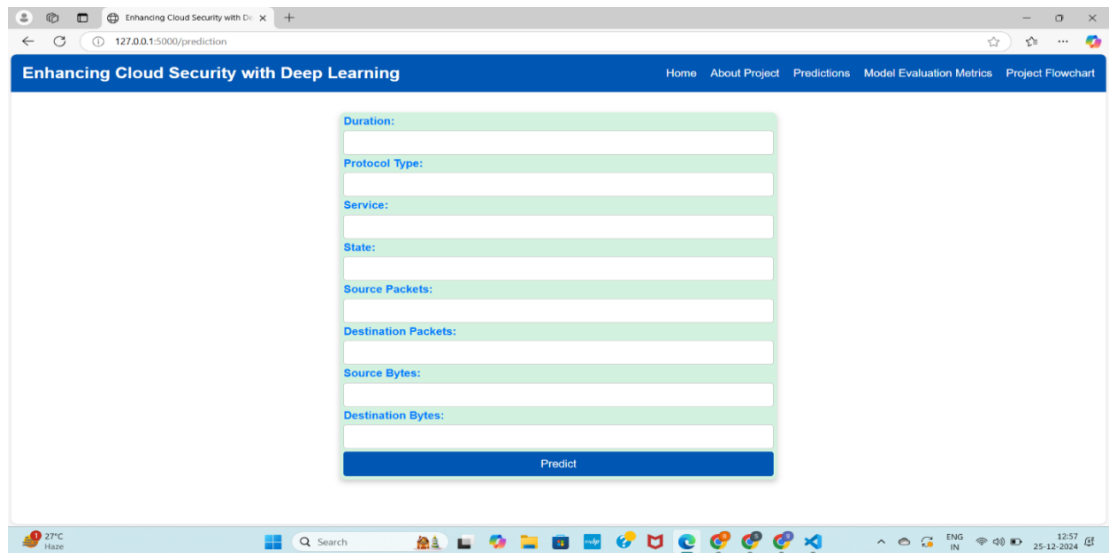 Enhancing Cloud Security with De
127.0.0.1:5000/prediction
Enhancing Cloud Security with Deep Learning
Home About Project Predictions Model Evaluation Metrics Project Flowchart
Duration:
Protocol Type:
Service:
State:
Source Packets:
Destination Packets:
Source Bytes:
Destination Bytes:
Predict
1
27°C
Haze
Search
ENG
IN
12:57
25-12-2024